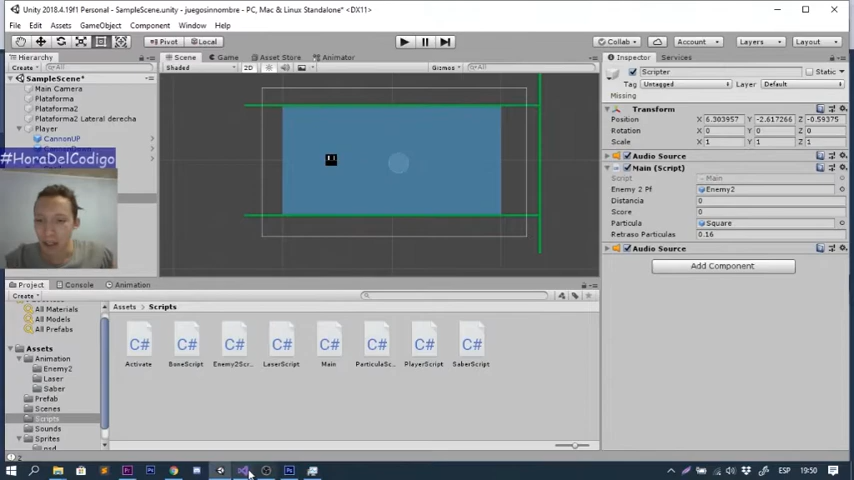 Unity 2018.4.19f1 Personal - SampleScene.unity - juegosinnombre - PC, Mac & Linux Standalone* <DX11>
File Edit Assets GameObject Component Window Help
Pivot Local Collab Account Layers Layout
Hierarchy Scene Game Asset Store Animator Inspector Services
Create All Shaded 2D Gizmos All
SampleScene*
Main Camera
Plataforma
Plataforma2
Plataforma2 Lateral derecha
Player
CannonUP
#HoraDelCodigo
Scripter Static
Tag Untagged Layer Default
Missing
Transform
Position X 6.303957 Y -2.617266 Z -0.59375
Rotation X 0 Y 0 Z 0
Scale X 1 Y 1 Z 1
Audio Source
Main (Script)
Script Main
Enemy 2 Pf Enemy2
Distancia 0
Score 0
Particula Square
Retraso Particulas 0.16
Audio Source
Add Component
Project Console Animation
Create
All Materials
All Models
All Prefabs
Assets
Animation
Enemy2
Laser
Saber
Prefab
Scenes
Scripts
Sounds
Sprites
psd
Assets Scripts
C# C# C# C# C# C# C# C#
Activate BoneScript Enemy2Scr... LaserScript Main ParticulaSc... PlayerScript SaberScript
2
ESP 19:50